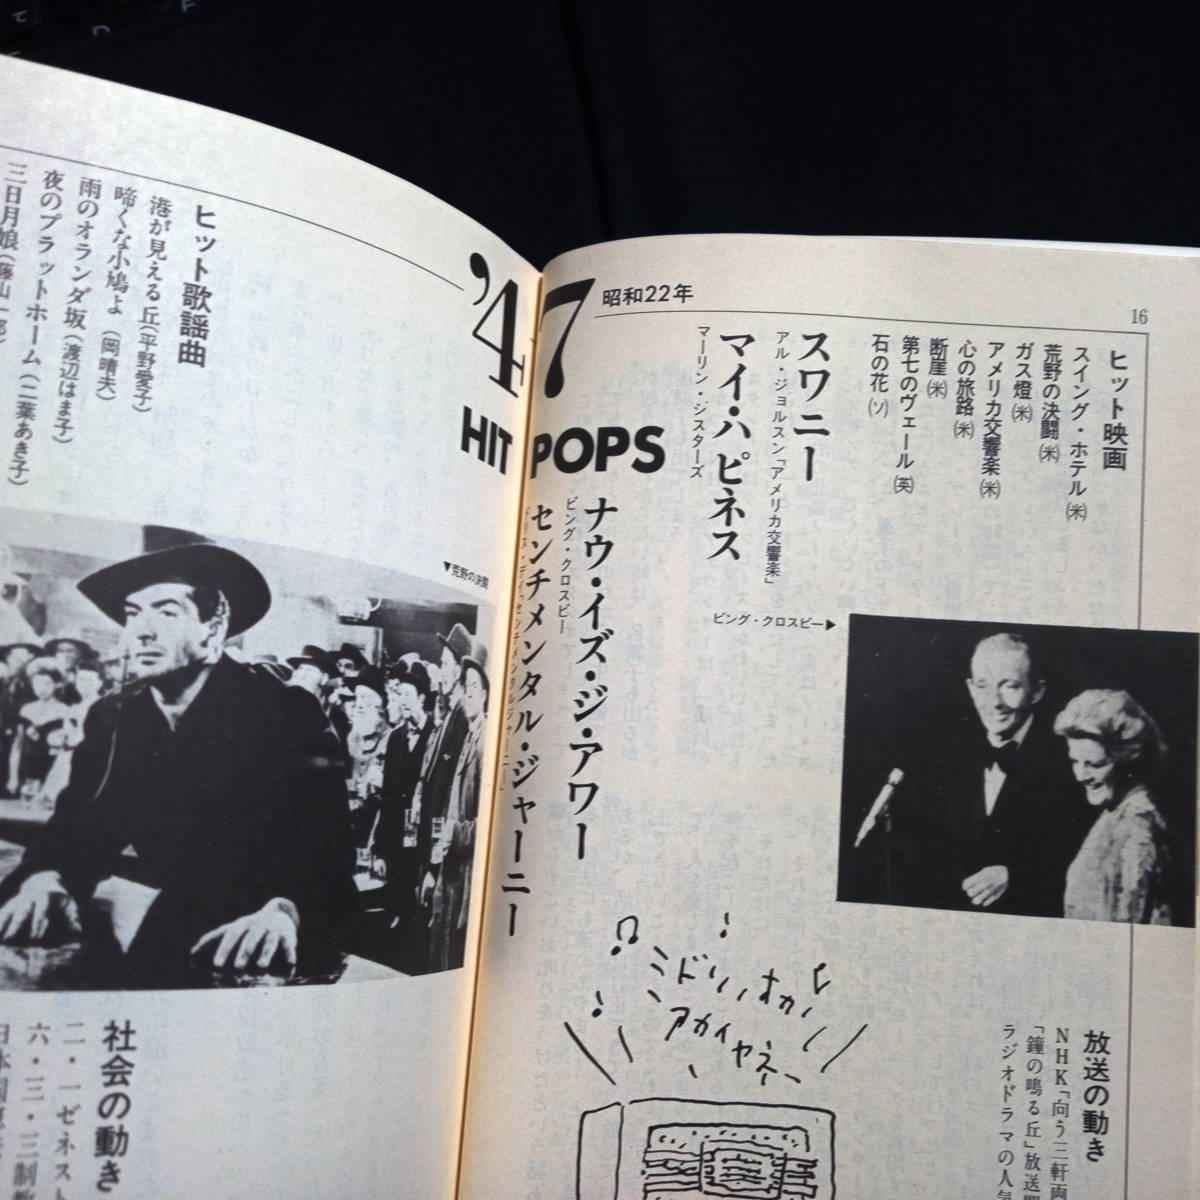 '47
昭和22年
HIT POPS
16
ヒット映画
スイング・ホテル(米)
荒野の決闘(米)
ガス燈(米)
アメリカ交響楽(米)
心の旅路(米)
断崖(米)
第七のヴェール(英)
石の花(ソ)
スワニー
アル・ジョルスン「アメリカ交響楽」
マイ・ハピネス
マーリン・シスターズ
ナウ・イズ・ジ・アワー
ビング・クロスビー
センチメンタル・ジャーニー
ビング・クロスビー▶
放送の動き
NHK「向う三軒両
「鐘の鳴る丘」放送
ラジオドラマの人気
ミドリノオカノ
アカイヤネー
ヒット歌謡曲
港が見える丘(平野愛子)
啼くな小鳩よ(岡晴夫)
雨のオランダ坂(渡辺はま子)
夜のプラットホーム(二葉あき子)
三日月娘(藤山一郎)
▼荒野の決闘
社会の動き
二・一ゼネスト
六・三・三制教
日本国憲